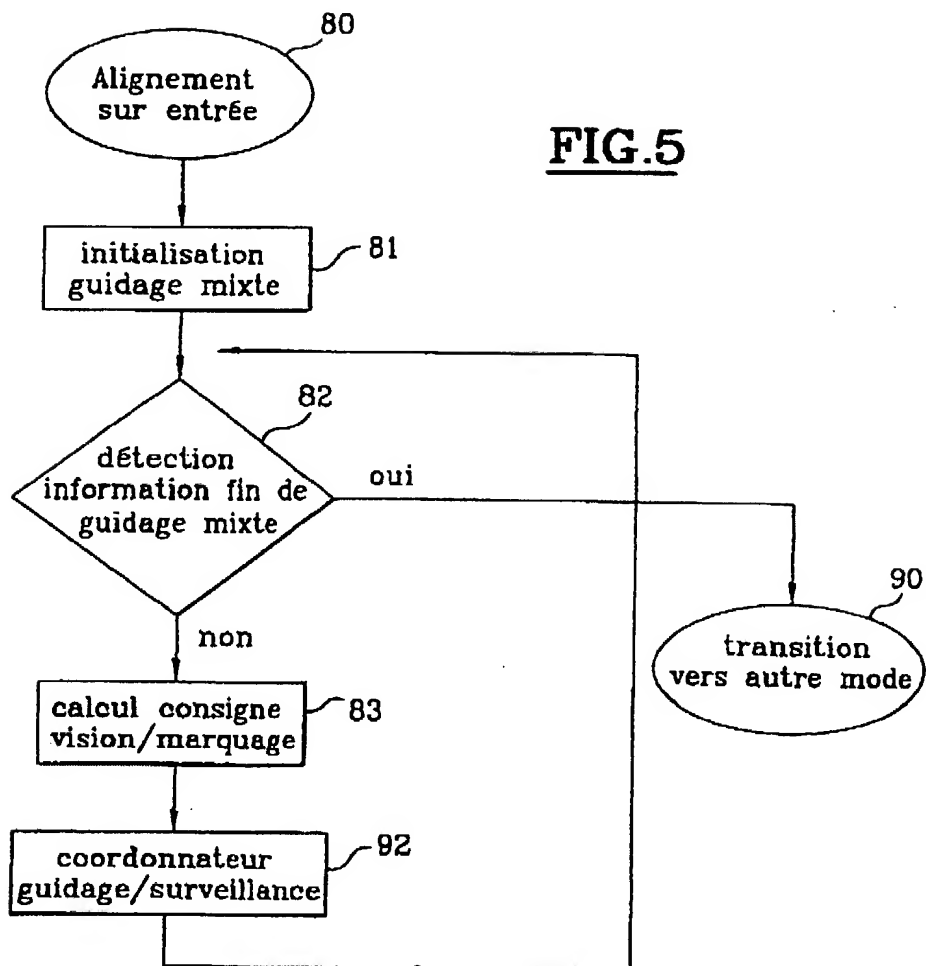 80
Alignement
sur entrée
FIG.5
initialisation
guidage mixte
81
82
détection
information fin de
guidage mixte
oui
90
transition
vers autre mode
non
calcul consigne
vision/marquage
83
coordonnateur
guidage/surveillance
92